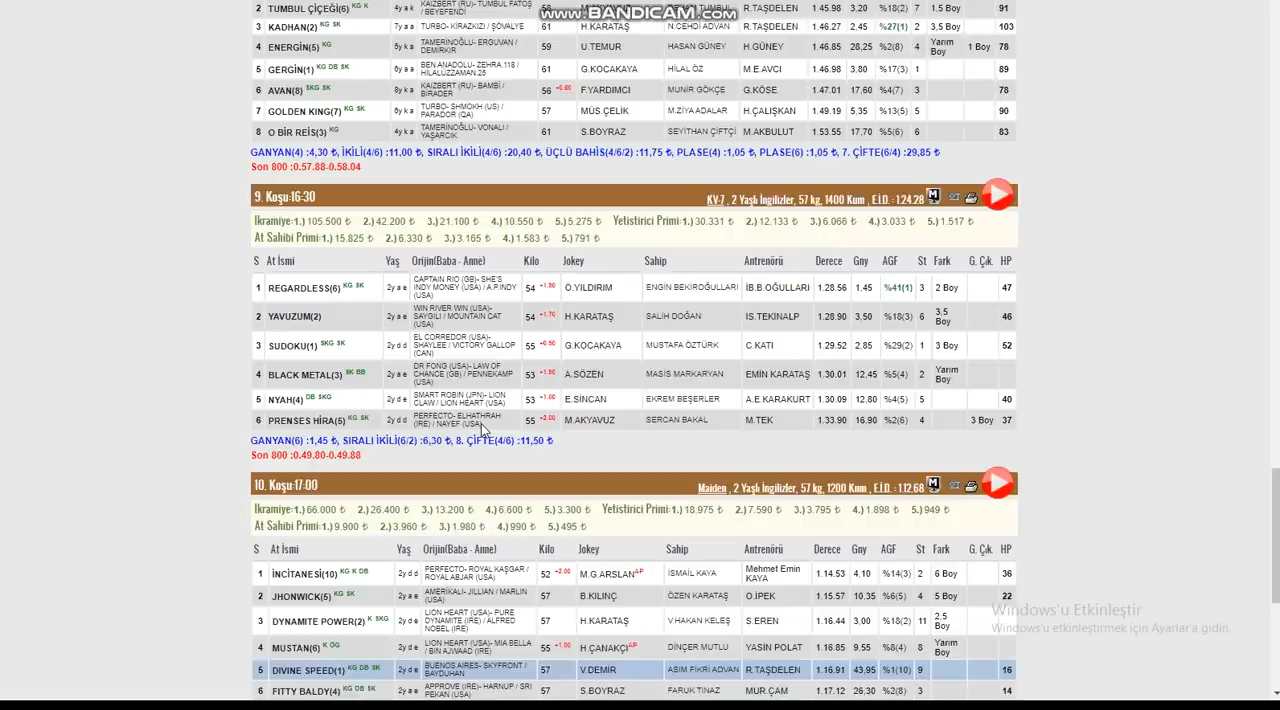 www.BANDICAM.com
2 TUMBUL ÇİÇEĞİ(6) KG K 4y a k KAIZBERT (RU)- TUMBUL FATOŞ / BEYEFENDİ 58 R.TAŞDELEN 1.45.98 3,20 %18(2) 7 1.5 Boy 91
3 KADHAN(2) KG SK 7y a a TURBO- KIRAZKIZI / ŞÖVALYE 61 H.KARATAŞ N.CEHDİ ADVAN R.TAŞDELEN 1.46.27 2,45 %27(1) 2 3,5 Boy 103
4 ENERGİN(5) KG 5y k a TAMERİNOĞLU- ERGUVAN / DEMİRKIR 59 U.TEMUR HASAN GÜNEY H.GÜNEY 1.46.85 28,25 %2(8) 4 Yarım Boy 1 Boy 78
5 GERGİN(1) KG DB SK 6y a a BEN ANADOLU- ZEHRA.118 / HİLALÜZZAMAN.25 61 G.KOCAKAYA HİLAL ÖZ M.E.AVCI 1.46.98 3,80 %17(3) 1 89
6 AVAN(8) SKG SK 8y k a KAIZBERT (RU)- BAMBİ / BİRADER 56 +0.60 F.YARDIMCI MUNİR GÖKÇE G.KÖSE 1.47.01 17,60 %4(7) 3 78
7 GOLDEN KING(7) KG SK 6y k a TURBO- SHMOKH (US) / PARADOR (QA) 57 MÜS.ÇELİK M.ZİYA ADALAR H.ÇALIŞKAN 1.49.19 5,35 %13(5) 5 90
8 O BİR REİS(3) KG 4y k a TAMERİNOĞLU- VONALI / YAŞARCIK 61 S.BOYRAZ SEYİTHAN ÇİFTÇİ M.AKBULUT 1.53.55 17,70 %5(6) 6 83
GANYAN(4) :4,30 ₺, İKİLİ(4/6) :11,00 ₺, SIRALI İKİLİ(4/6) :20,40 ₺, ÜÇLÜ BAHİS(4/6/2) :11,75 ₺, PLASE(4) :1,05 ₺, PLASE(6) :1,05 ₺, 7. ÇİFTE(6/4) :29,85 ₺
Son 800 :0.57.88-0.58.04
9. Koşu:16:30 KV-7 , 2 Yaşlı İngilizler, 57 kg, 1400 Kum , E.İ.D. : 1.24.28
İkramiye:1.) 105.500 ₺ 2.) 42.200 ₺ 3.) 21.100 ₺ 4.) 10.550 ₺ 5.) 5.275 ₺ Yetistirici Primi:1.) 30.331 ₺ 2.) 12.133 ₺ 3.) 6.066 ₺ 4.) 3.033 ₺ 5.) 1.517 ₺
At Sahibi Primi:1.) 15.825 ₺ 2.) 6.330 ₺ 3.) 3.165 ₺ 4.) 1.583 ₺ 5.) 791 ₺
S At İsmi Yaş Orijin(Baba - Anne) Kilo Jokey Sahip Antrenörü Derece Gny AGF St Fark G. Çık. HP
1 REGARDLESS(6) KG SK 2y a e CAPTAIN RIO (GB)- SHE'S INDY MONEY (USA) / A.P.INDY (USA) 54 +1.50 Ö.YILDIRIM ENGİN BEKİROĞULLARI İB.B.OĞULLARI 1.28.56 1,45 %41(1) 3 2 Boy 47
2 YAVUZUM(2) 2y a e WIN RIVER WIN (USA)- SAYGILI / MOUNTAIN CAT (USA) 54 +1.70 H.KARATAŞ SALİH DOĞAN IS.TEKİNALP 1.28.90 3,50 %18(3) 6 3,5 Boy 46
3 SUDOKU(1) SKG SK 2y d d EL CORREDOR (USA)- SHAYLEE / VICTORY GALLOP (CAN) 55 +0.50 G.KOCAKAYA MUSTAFA ÖZTÜRK C.KATI 1.29.52 2,85 %29(2) 1 3 Boy 52
4 BLACK METAL(3) SK BB 2y a e DR FONG (USA)- LAW OF CHANCE (GB) / PENNEKAMP (USA) 53 +1.50 A.SÖZEN MASİS MARKARYAN EMİN KARATAŞ 1.30.01 12,45 %5(4) 2 Yarım Boy
5 NYAH(4) DB SKG 2y d e SMART ROBIN (JPN)- LION CLAW / LION HEART (USA) 53 +1.00 E.SİNCAN EKREM BEŞERLER A.E.KARAKURT 1.30.09 12,80 %4(5) 5 40
6 PRENSES HİRA(5) KG SK 2y d d PERFECTO- ELHATHRAH (IRE) / NAYEF (USA) 55 +2.00 M.AKYAVUZ SERCAN BAKAL M.TEK 1.33.90 16,90 %2(6) 4 3 Boy 37
GANYAN(6) :1,45 ₺, SIRALI İKİLİ(6/2) :6,30 ₺, 8. ÇİFTE(4/6) :11,50 ₺
Son 800 :0.49.80-0.49.88
10. Koşu:17:00 Maiden , 2 Yaşlı İngilizler, 57 kg, 1200 Kum , E.İ.D. : 1.12.68
İkramiye:1.) 66.000 ₺ 2.) 26.400 ₺ 3.) 13.200 ₺ 4.) 6.600 ₺ 5.) 3.300 ₺ Yetistirici Primi:1.) 18.975 ₺ 2.) 7.590 ₺ 3.) 3.795 ₺ 4.) 1.898 ₺ 5.) 949 ₺
At Sahibi Primi:1.) 9.900 ₺ 2.) 3.960 ₺ 3.) 1.980 ₺ 4.) 990 ₺ 5.) 495 ₺
S At İsmi Yaş Orijin(Baba - Anne) Kilo Jokey Sahip Antrenörü Derece Gny AGF St Fark G. Çık. HP
1 İNCİTANESİ(10) KG K DB 2y d d PERFECTO- ROYAL KAŞGAR / ROYAL ABJAR (USA) 52 +2.00 M.G.ARSLAN AP İSMAİL KAYA Mehmet Emin KAYA 1.14.53 4,10 %14(3) 2 6 Boy 36
2 JHONWICK(5) KG SK 2y a e AMERİKALI- JILLIAN / MARLIN (USA) 57 B.KILINÇ ÖZEN KARATAŞ O.İPEK 1.15.57 10,35 %6(5) 4 5 Boy 22
3 DYNAMITE POWER(2) K SKG 2y d e LION HEART (USA)- PURE DYNAMITE (IRE) / ALFRED NOBEL (IRE) 57 H.KARATAŞ V.HAKAN KELEŞ S.EREN 1.16.44 3,00 %18(2) 11 2,5 Boy
4 MUSTAN(6) K ÖG 2y a e LION HEART (USA)- MIA BELLA / BIN AJWAAD (IRE) 55 +1.00 H.ÇANAKÇI AP DİNÇER MUTLU YASİN POLAT 1.16.85 9,55 %8(4) 8 Yarım Boy
5 DIVINE SPEED(1) KG DB SK 2y d e BUENOS AIRES- SKYFRONT / BAYDUHAN 57 V.DEMİR ASIM FİKRİ ADVAN R.TAŞDELEN 1.16.91 43,95 %1(10) 9 16
6 FITTY BALDY(4) KG DB SK 2y a e APPROVE (IRE)- HARNUP / SRI PEKAN (USA) 57 S.BOYRAZ FARUK TINAZ MUR.ÇAM 1.17.12 26,30 %2(8) 3 14
Windows'u Etkinleştir
Windows'u etkinleştirmek için Ayarlar'a gidin.